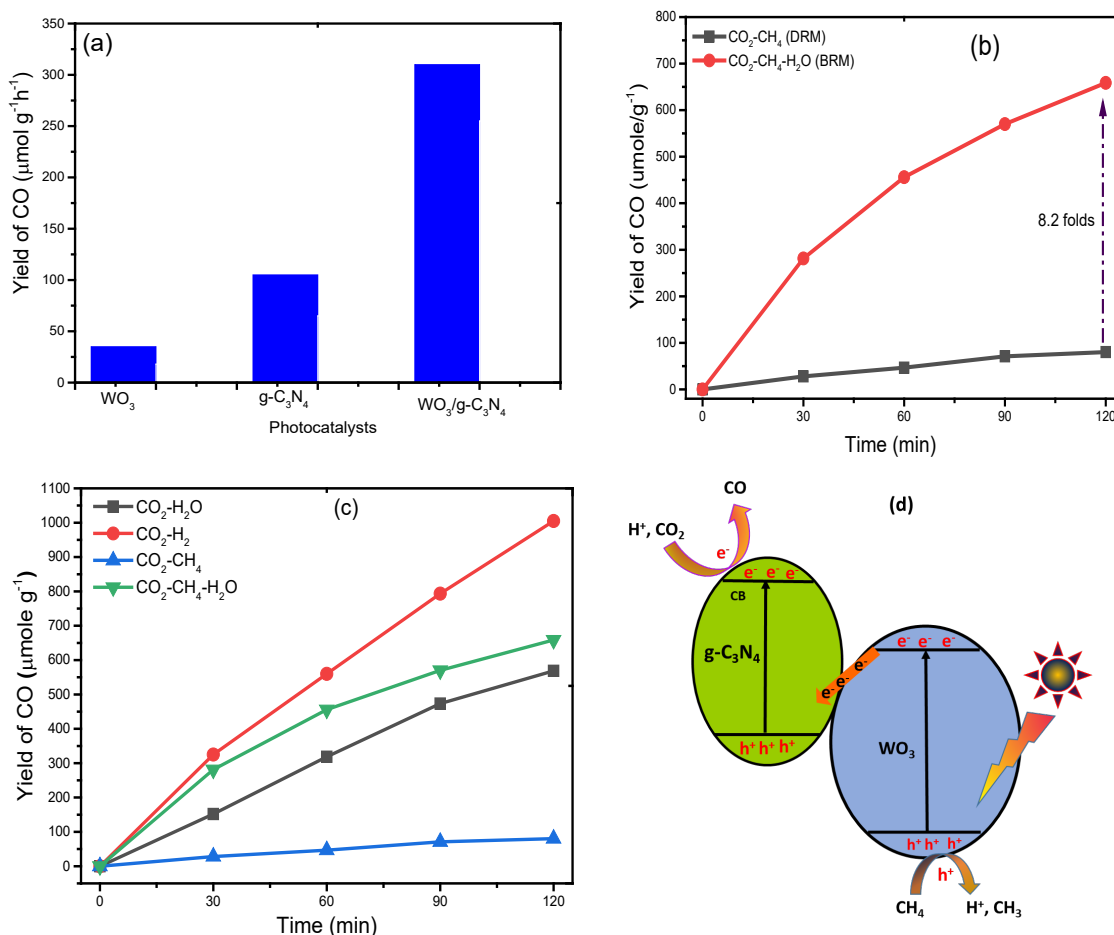 (a)
Yield of CO (μmol g⁻¹h⁻¹)
350
300
250
200
150
100
50
0
WO₃
g-C₃N₄
WO₃/g-C₃N₄
Photocatalysts
(b)
CO₂-CH₄ (DRM)
CO₂-CH₄-H₂O (BRM)
Yield of CO (umole/g⁻¹)
800
700
600
500
400
300
200
100
0
8.2 folds
0 30 60 90 120
Time (min)
(c)
CO₂-H₂O
CO₂-H₂
CO₂-CH₄
CO₂-CH₄-H₂O
Yield of CO (μmole g⁻¹)
1100
1000
900
800
700
600
500
400
300
200
100
0
0 30 60 90 120
Time (min)
(d)
CO
H⁺, CO₂
e⁻
e⁻ e⁻ e⁻
CB
g-C₃N₄
h⁺ h⁺ h⁺
e⁻ e⁻ e⁻
e⁻ e⁻ e⁻
WO₃
h⁺ h⁺ h⁺
h⁺
CH₄
H⁺, CH₃